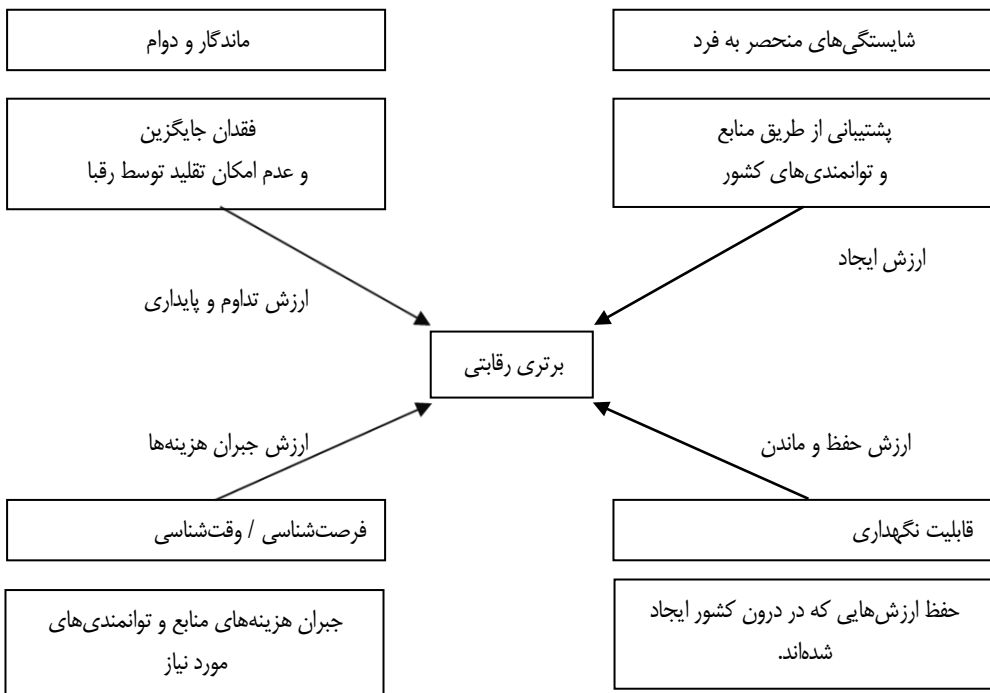 شایستگی‌های منحصر به فرد
ماندگار و دوام
پشتیبانی از طریق منابع
و توانمندی‌های کشور
فقدان جایگزین
و عدم امکان تقلید توسط رقبا
ارزش ایجاد
ارزش تداوم و پایداری
برتری رقابتی
ارزش حفظ و ماندن
ارزش جبران هزینه‌ها
قابلیت نگهداری
فرصت‌شناسی / وقت‌شناسی
حفظ ارزش‌هایی که در درون کشور ایجاد
شده‌اند.
جبران هزینه‌های منابع و توانمندی‌های
مورد نیاز